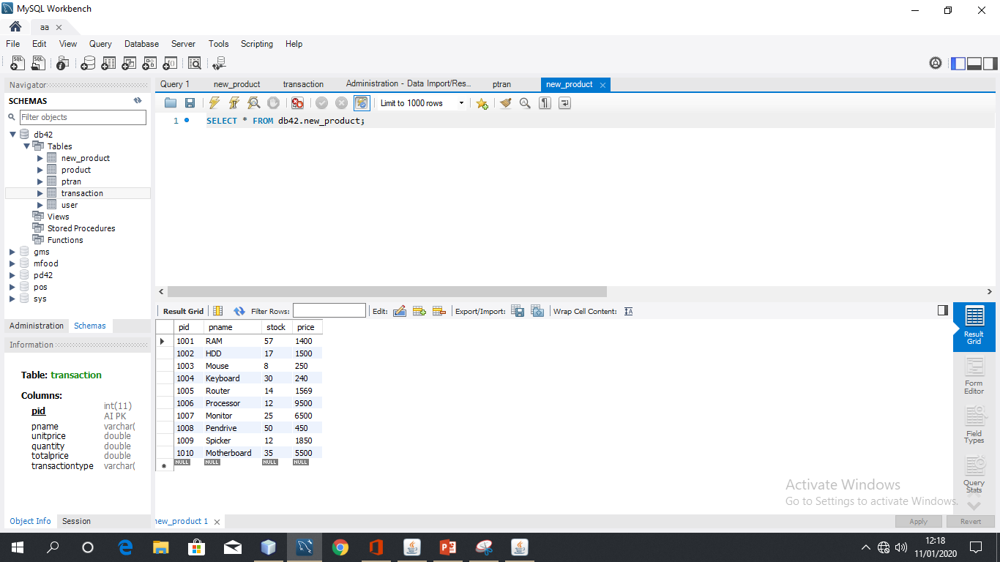 MySQL Workbench
aa
File Edit View Query Database Server Tools Scripting Help
Navigator
SCHEMAS
Filter objects
db42
Tables
new_product
product
ptran
transaction
user
Views
Stored Procedures
Functions
gms
mfood
pd42
pos
sys
Administration Schemas
Information
Table: transaction
Columns:
pid int(11) AI PK
pname varchar(
unitprice double
quantity double
totalprice double
transactiontype varchar(
Object Info Session
Query 1 new_product transaction Administration - Data Import/Res... ptran new_product
Limit to 1000 rows
1 SELECT * FROM db42.new_product;
Result Grid Filter Rows: Edit: Export/Import: Wrap Cell Content: IA
pid pname stock price
1001 RAM 57 1400
1002 HDD 17 1500
1003 Mouse 8 250
1004 Keyboard 30 240
1005 Router 14 1569
1006 Processor 12 9500
1007 Monitor 25 6500
1008 Pendrive 50 450
1009 Spicker 12 1850
1010 Motherboard 35 5500
NULL NULL NULL NULL
Result Grid
Form Editor
Field Types
Query Stats
Activate Windows
Go to Settings to activate Windows.
new_product 1
Apply Revert
12:18
11/01/2020